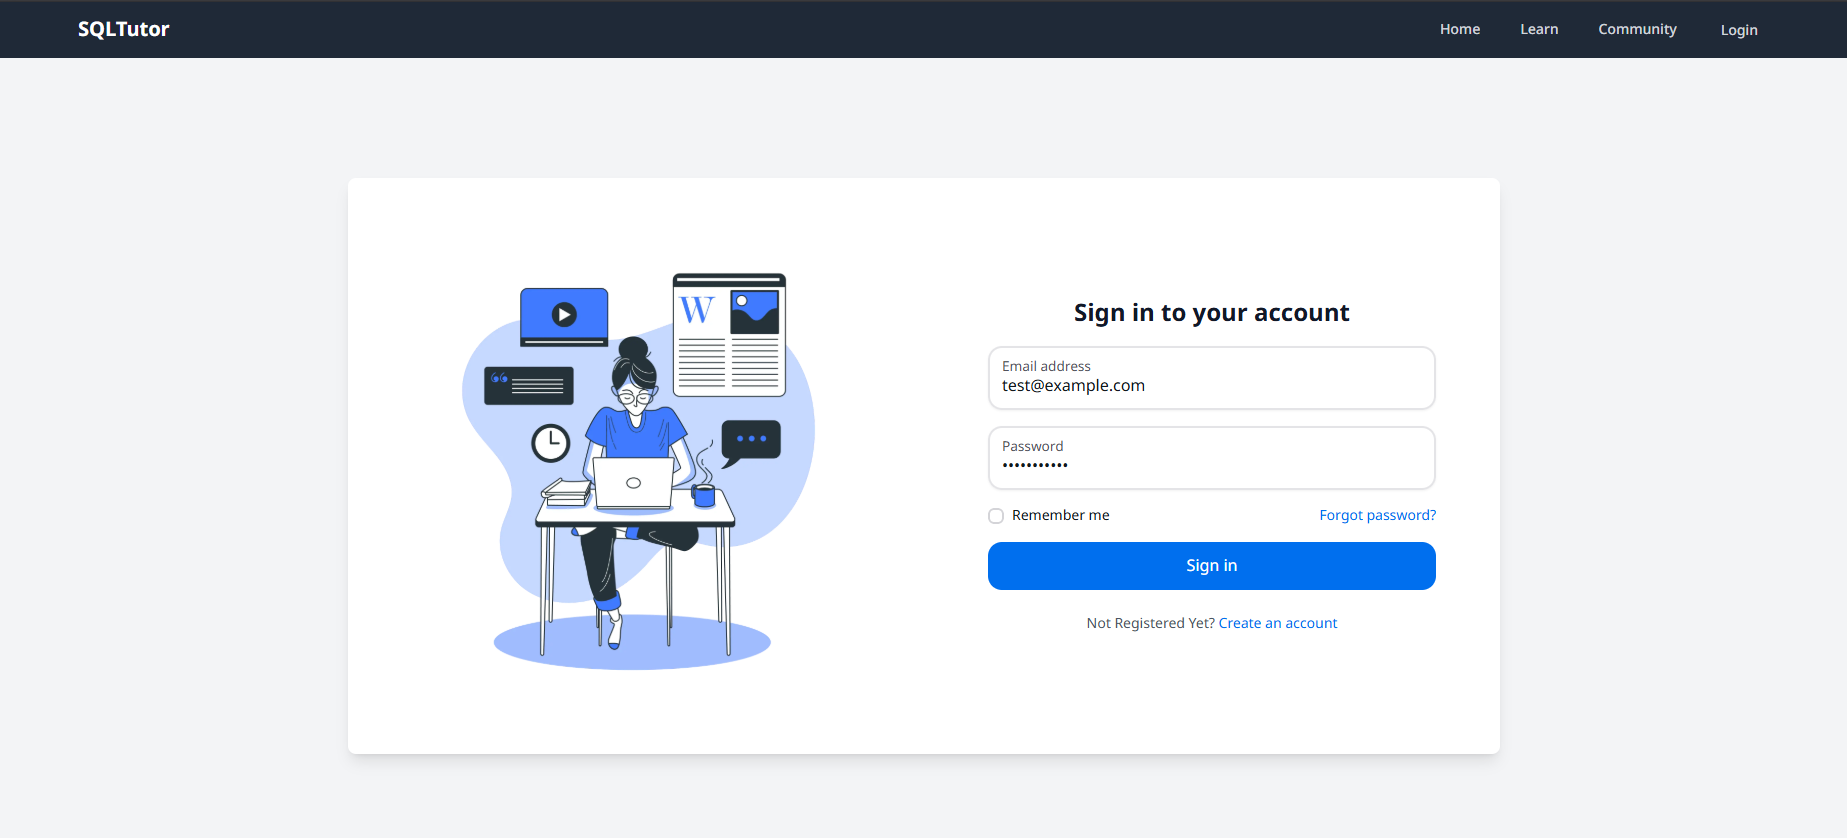 SQLTutor
Home Learn Community Login
W
Sign in to your account
Email address
test@example.com
Password
•••••••••••
Remember me Forgot password?
Sign in
Not Registered Yet? Create an account